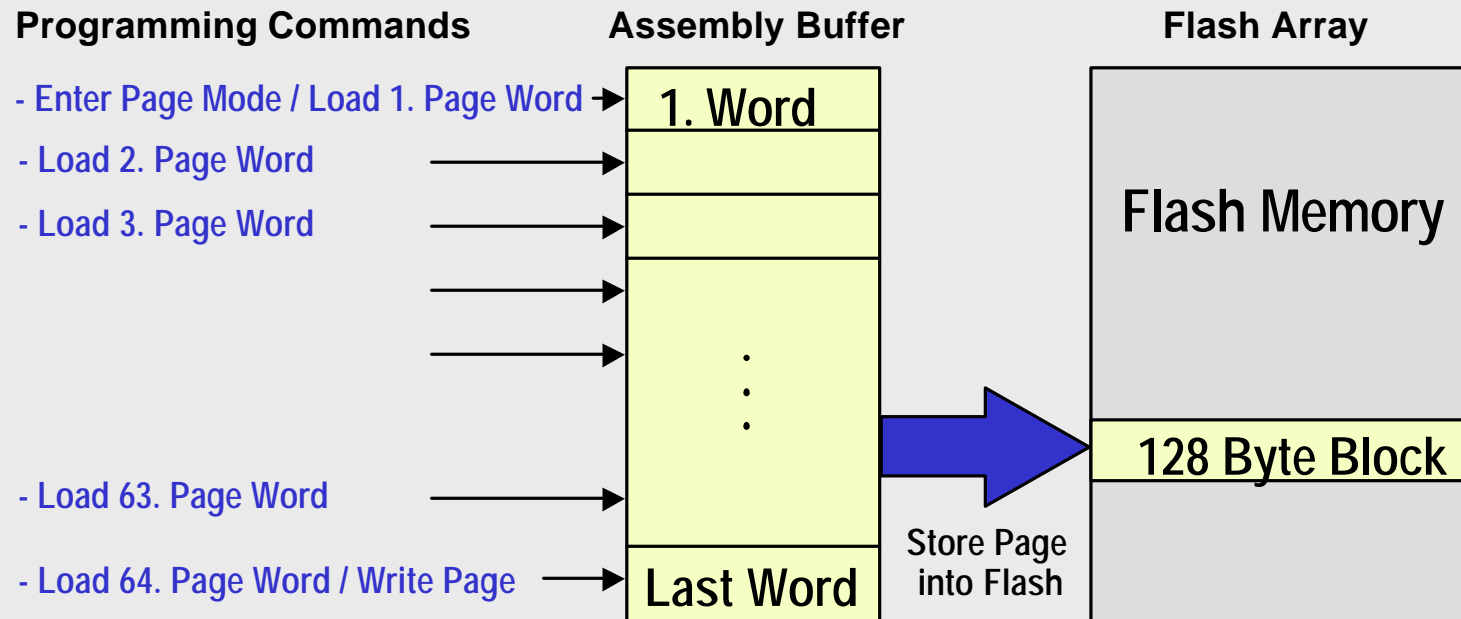 Programming Commands
Assembly Buffer
Flash Array
- Enter Page Mode / Load 1. Page Word
1. Word
- Load 2. Page Word
- Load 3. Page Word
Flash Memory
.
.
.
128 Byte Block
- Load 63. Page Word
Store Page
into Flash
- Load 64. Page Word / Write Page
Last Word